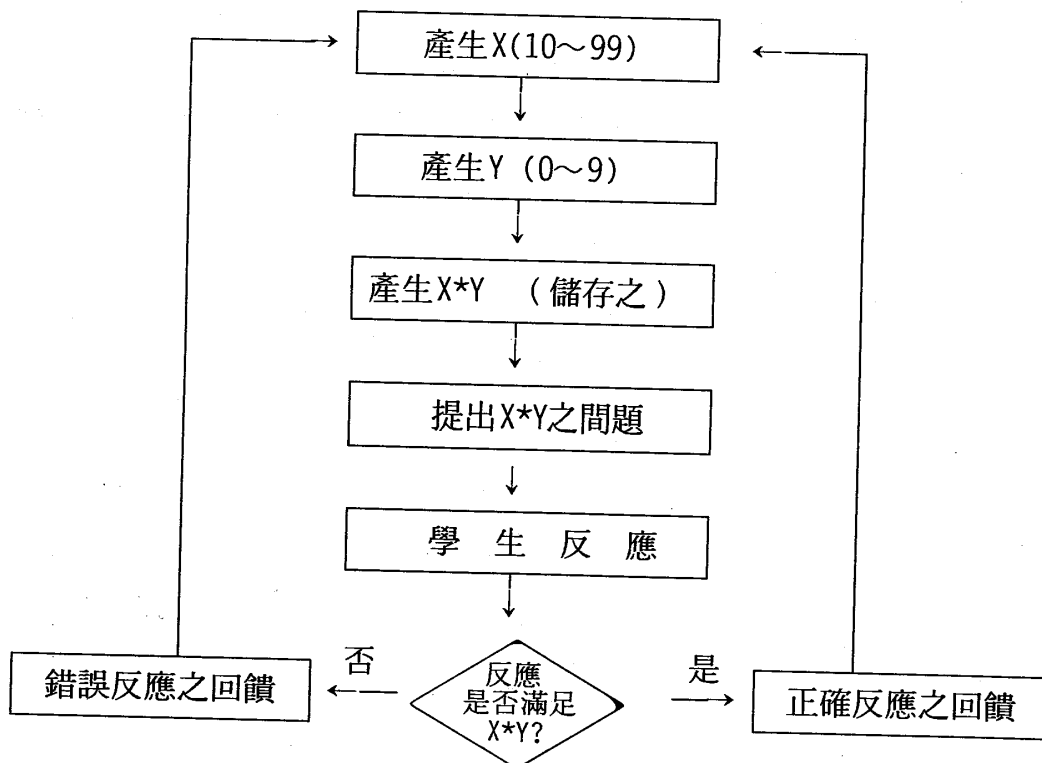 產生X(10～99)
產生Y (0～9)
產生X*Y （儲存之）
提出X*Y之間題
學 生 反 應
否
反應
是否滿足
X*Y?
是
錯誤反應之回饋
正確反應之回饋